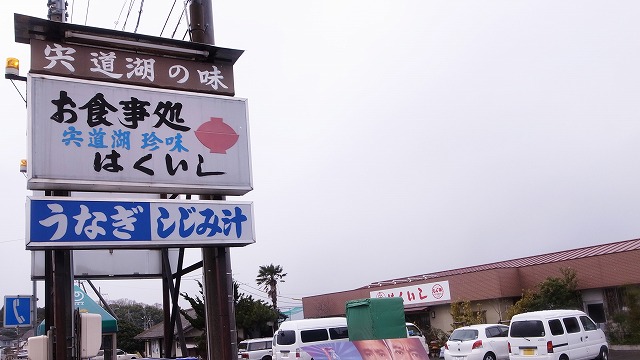 宍道湖の味
お食事処
宍道湖 珍味
はくいし
うなぎ しじみ汁
はくいし